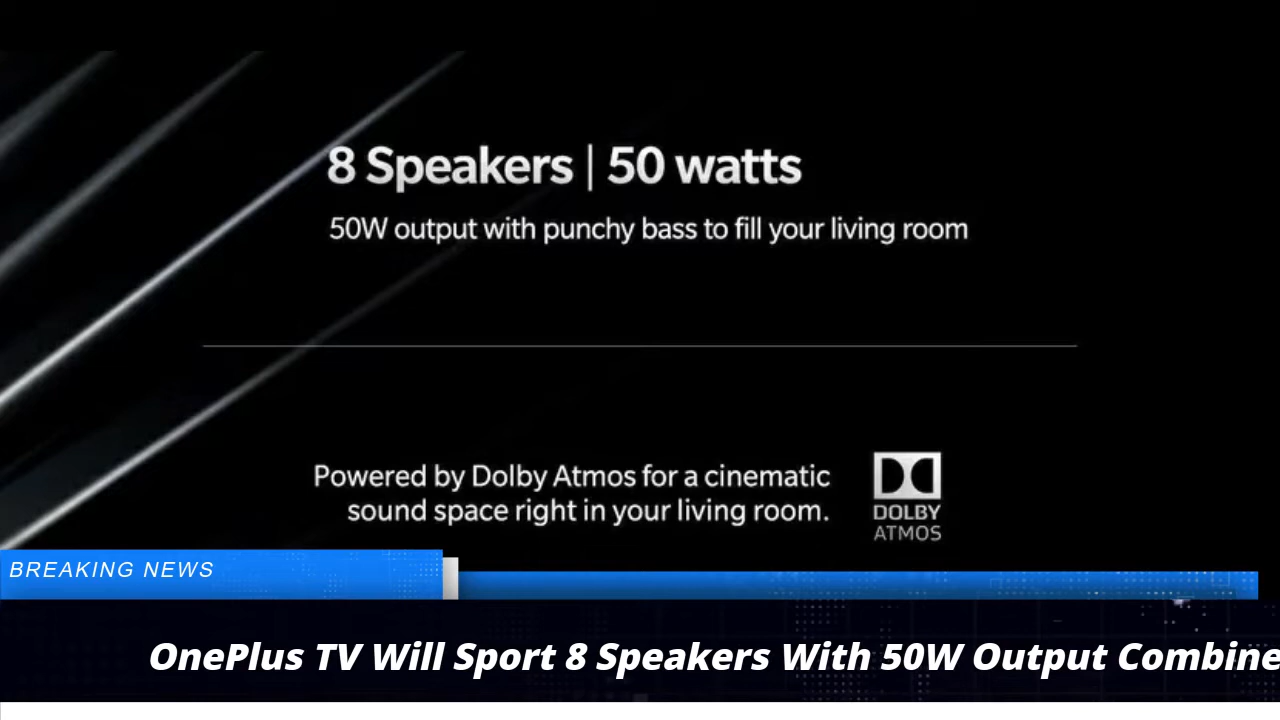 8 Speakers | 50 watts
50W output with punchy bass to fill your living room
Powered by Dolby Atmos for a cinematic
sound space right in your living room.
DOLBY
ATMOS
BREAKING NEWS
OnePlus TV Will Sport 8 Speakers With 50W Output Combine